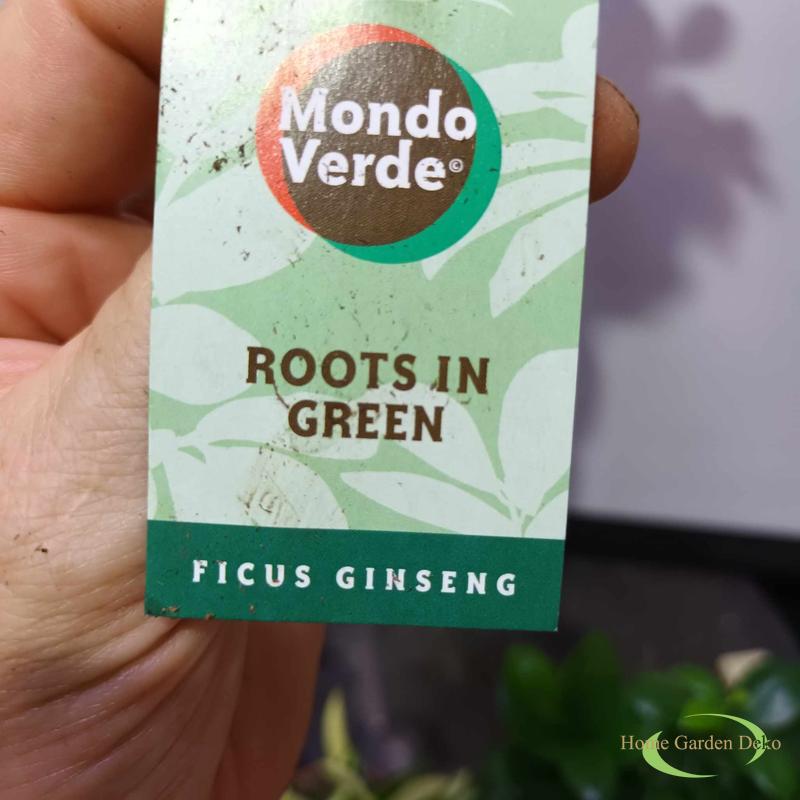 Mondo
Verde©
ROOTS IN
GREEN
FICUS GINSENG
Home Garden Deko